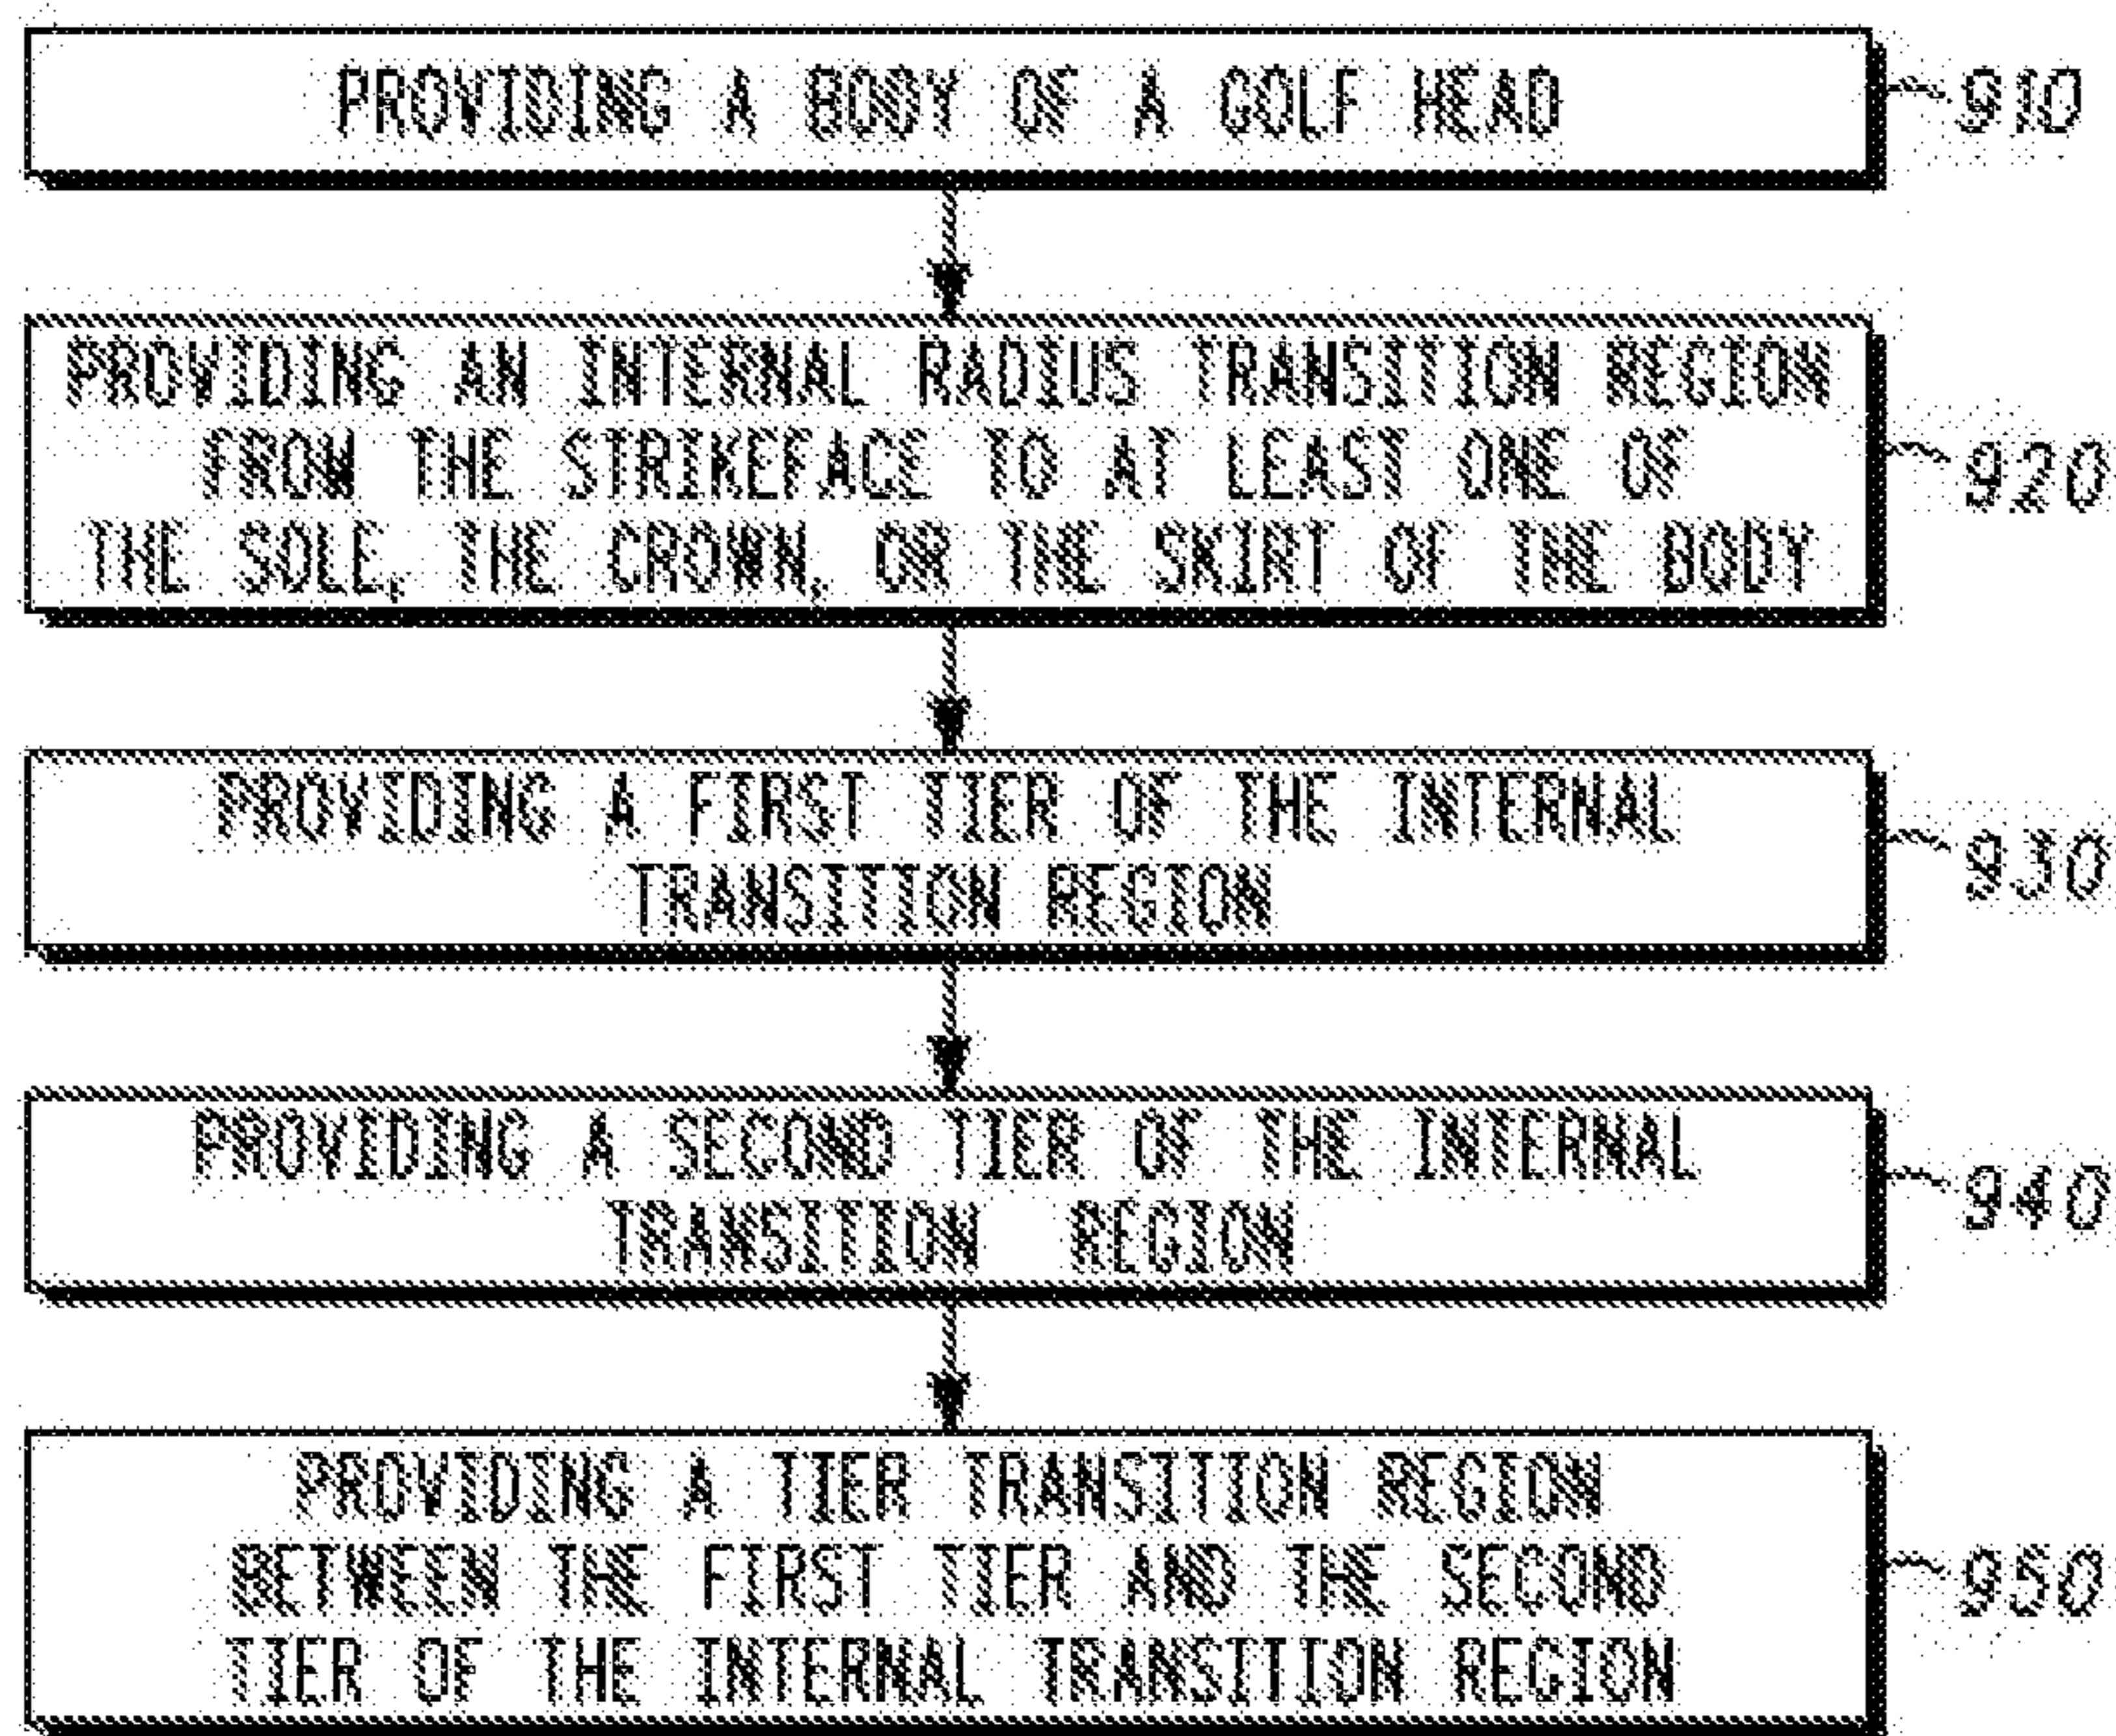 PROVIDING A BODY OF A GOLF HEAD
910
PROVIDING AN INTERNAL RADIUS TRANSITION REGION
FROM THE STRIKEFACE TO AT LEAST ONE OF
THE SOLE, THE CROWN, OR THE SKIRT OF THE BODY
920
PROVIDING A FIRST TIER OF THE INTERNAL
TRANSITION REGION
930
PROVIDING A SECOND TIER OF THE INTERNAL
TRANSITION REGION
940
PROVIDING A TIER TRANSITION REGION
BETWEEN THE FIRST TIER AND THE SECOND
TIER OF THE INTERNAL TRANSITION REGION
950